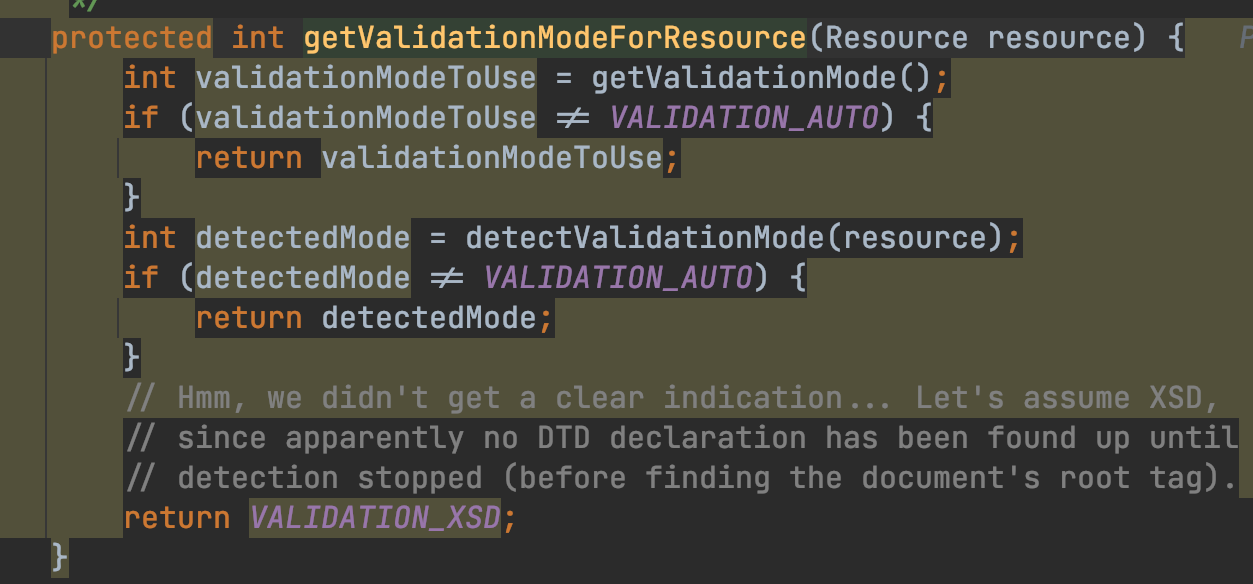 */
protected int getValidationModeForResource(Resource resource) {
int validationModeToUse = getValidationMode();
if (validationModeToUse ≠ VALIDATION_AUTO) {
return validationModeToUse;
}
int detectedMode = detectValidationMode(resource);
if (detectedMode ≠ VALIDATION_AUTO) {
return detectedMode;
}
// Hmm, we didn't get a clear indication... Let's assume XSD,
// since apparently no DTD declaration has been found up until
// detection stopped (before finding the document's root tag).
return VALIDATION_XSD;
}